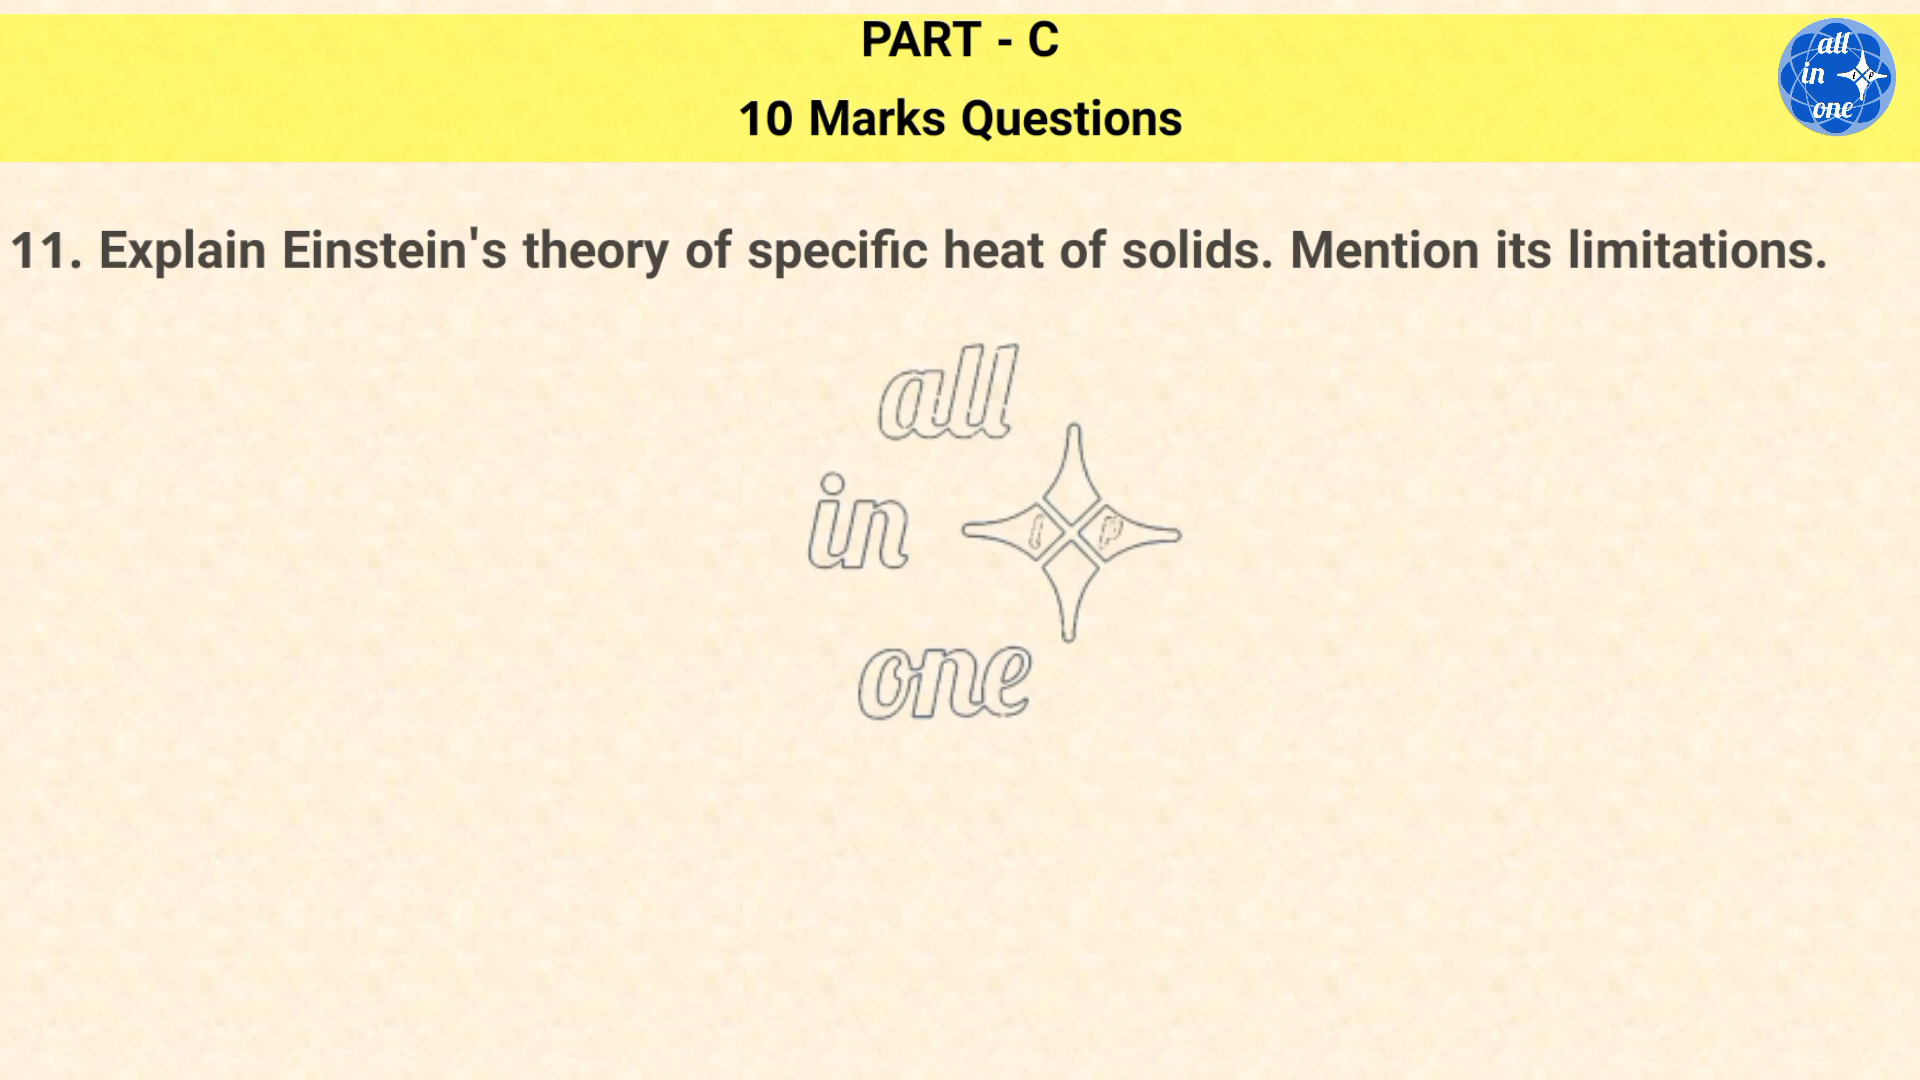 PART - C
10 Marks Questions
all
in
I P
one
11. Explain Einstein's theory of specific heat of solids. Mention its limitations.
all
in
I P
one